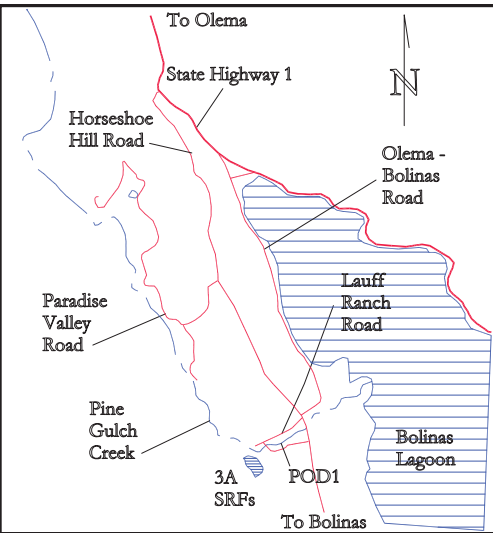 To Olema
State Highway 1
N
Horseshoe
Hill Road
Olema -
Bolinas
Road
Lauff
Ranch
Road
Paradise
Valley
Road
Pine
Gulch
Creek
Bolinas
Lagoon
3A
SRFs
POD1
To Bolinas